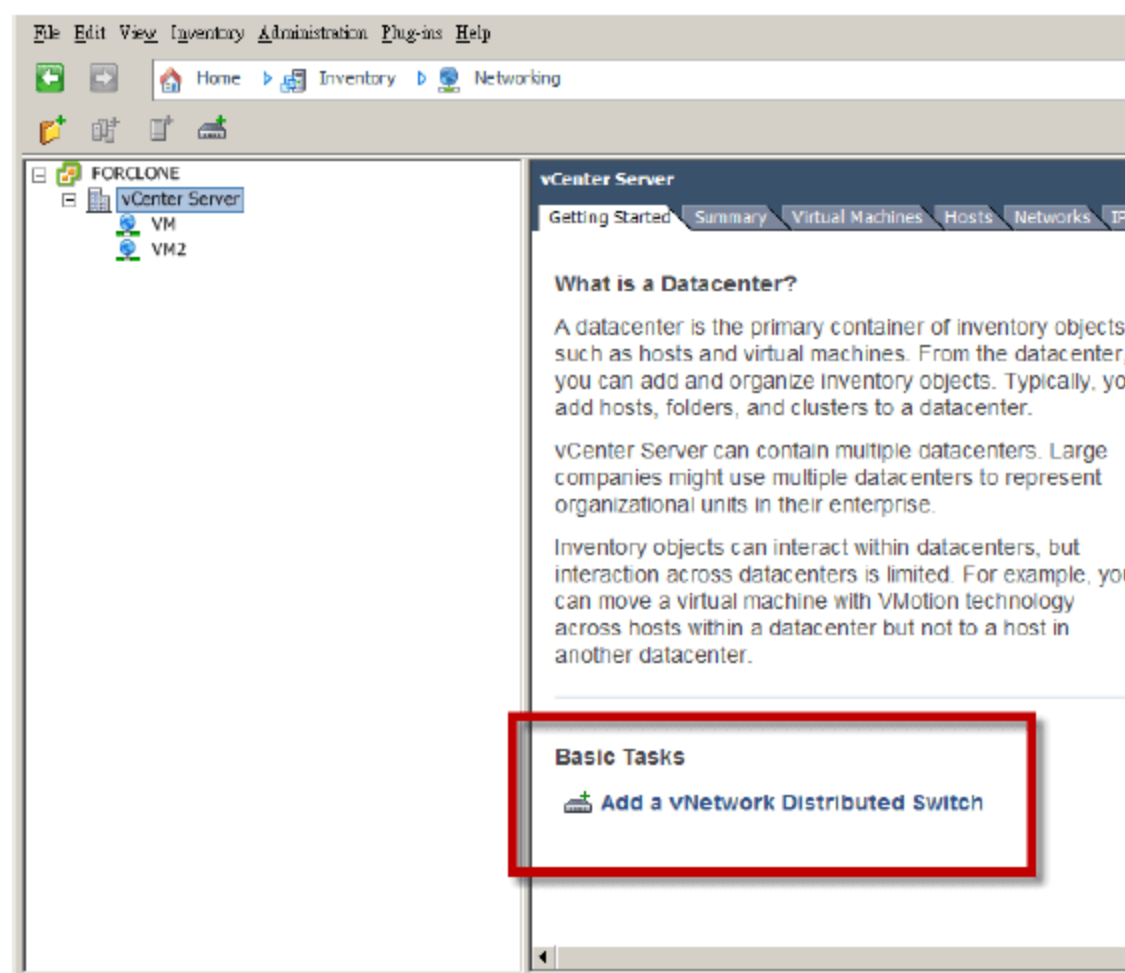 File Edit View Inventory Administration Plug-ins Help
Home Inventory Networking
FORCLONE
vCenter Server
VM
VM2
vCenter Server
Getting Started Summary Virtual Machines Hosts Networks IP
What is a Datacenter?
A datacenter is the primary container of inventory objects
such as hosts and virtual machines. From the datacenter,
you can add and organize inventory objects. Typically, yo
add hosts, folders, and clusters to a datacenter.
vCenter Server can contain multiple datacenters. Large
companies might use multiple datacenters to represent
organizational units in their enterprise.
Inventory objects can interact within datacenters, but
interaction across datacenters is limited. For example, you
can move a virtual machine with VMotion technology
across hosts within a datacenter but not to a host in
another datacenter.
Basic Tasks
Add a vNetwork Distributed Switch